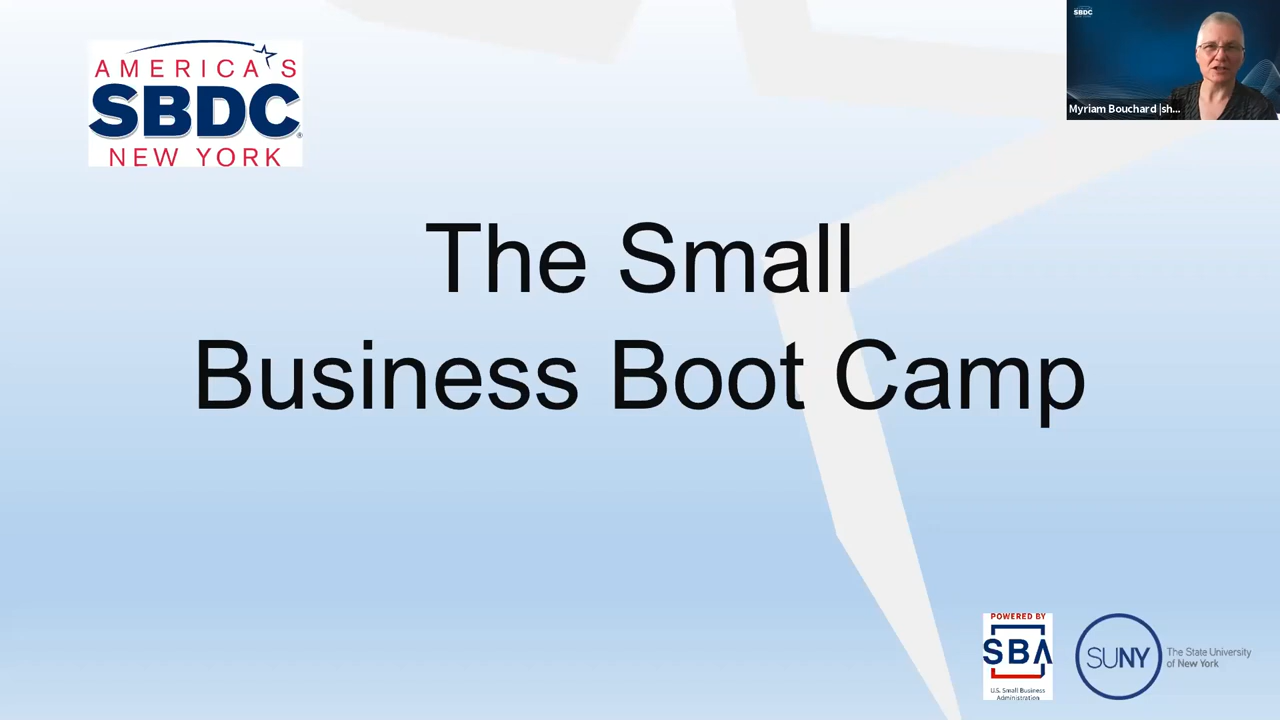 AMERICA'S
SBDC
NEW YORK
SBDC
Myriam Bouchard |sh...
The Small
Business Boot Camp
POWERED BY
SBA
U.S. Small Business
Administration
SUNY
The State University
of New York